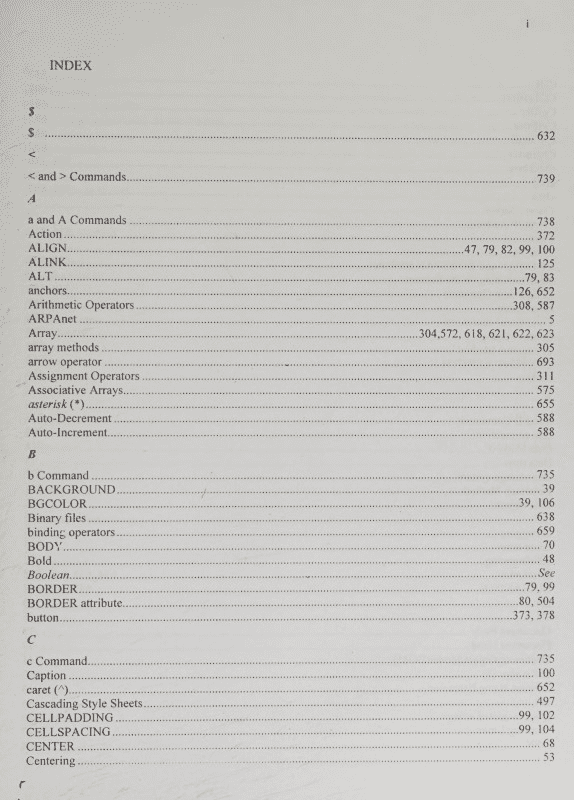 i
INDEX
$
$ ........ 632
<
< and > Commands........ 739
A
a and A Commands ........ 738
Action ........ 372
ALIGN........ 47, 79, 82, 99, 100
ALINK........ 125
ALT ........ 79, 83
anchors........ 126, 652
Arithmetic Operators ........ 308, 587
ARPAnet ........ 5
Array........ 304,572, 618, 621, 622, 623
array methods ........ 305
arrow operator ........ 693
Assignment Operators ........ 311
Associative Arrays........ 575
asterisk (*)........ 655
Auto-Decrement ........ 588
Auto-Increment........ 588
B
b Command ........ 735
BACKGROUND........ 39
BGCOLOR........ 39, 106
Binary files ........ 638
binding operators........ 659
BODY........ 70
Bold........ 48
Boolean........ See
BORDER........ 79, 99
BORDER attribute........ 80, 504
button........ 373, 378
C
c Command........ 735
Caption ........ 100
caret (^)........ 652
Cascading Style Sheets........ 497
CELLPADDING ........ 99, 102
CELLSPACING ........ 99, 104
CENTER ........ 68
Centering ........ 53
r